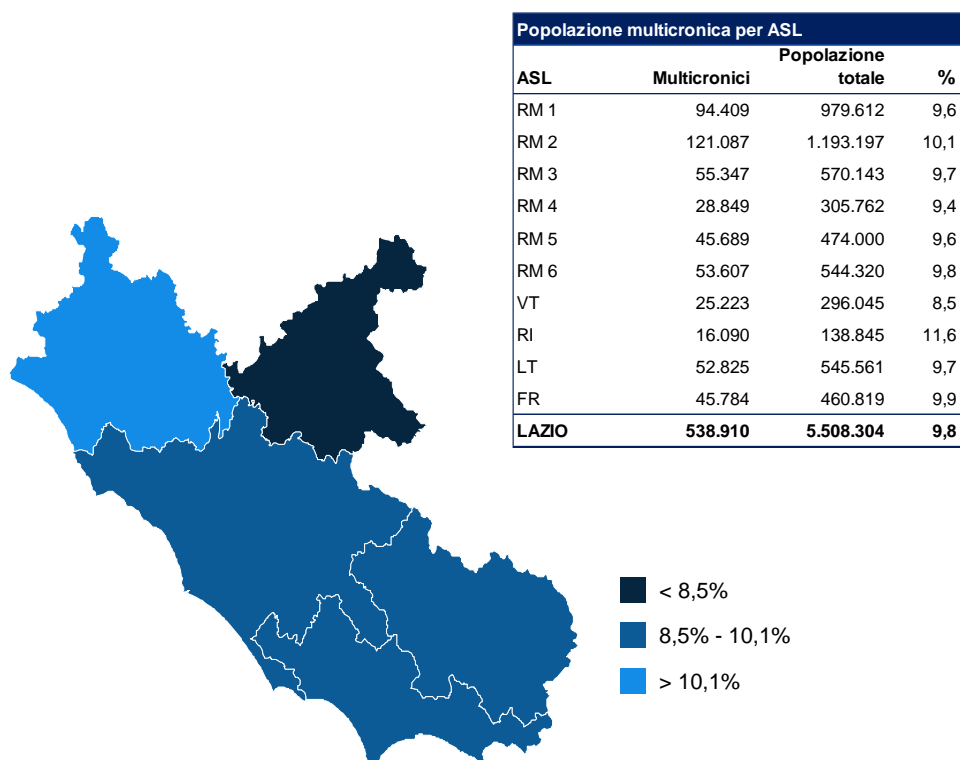 Popolazione multicronica per ASL
ASL Multicronici Popolazione totale %
RM 1 94.409 979.612 9,6
RM 2 121.087 1.193.197 10,1
RM 3 55.347 570.143 9,7
RM 4 28.849 305.762 9,4
RM 5 45.689 474.000 9,6
RM 6 53.607 544.320 9,8
VT 25.223 296.045 8,5
RI 16.090 138.845 11,6
LT 52.825 545.561 9,7
FR 45.784 460.819 9,9
LAZIO 538.910 5.508.304 9,8
< 8,5%
8,5% - 10,1%
> 10,1%